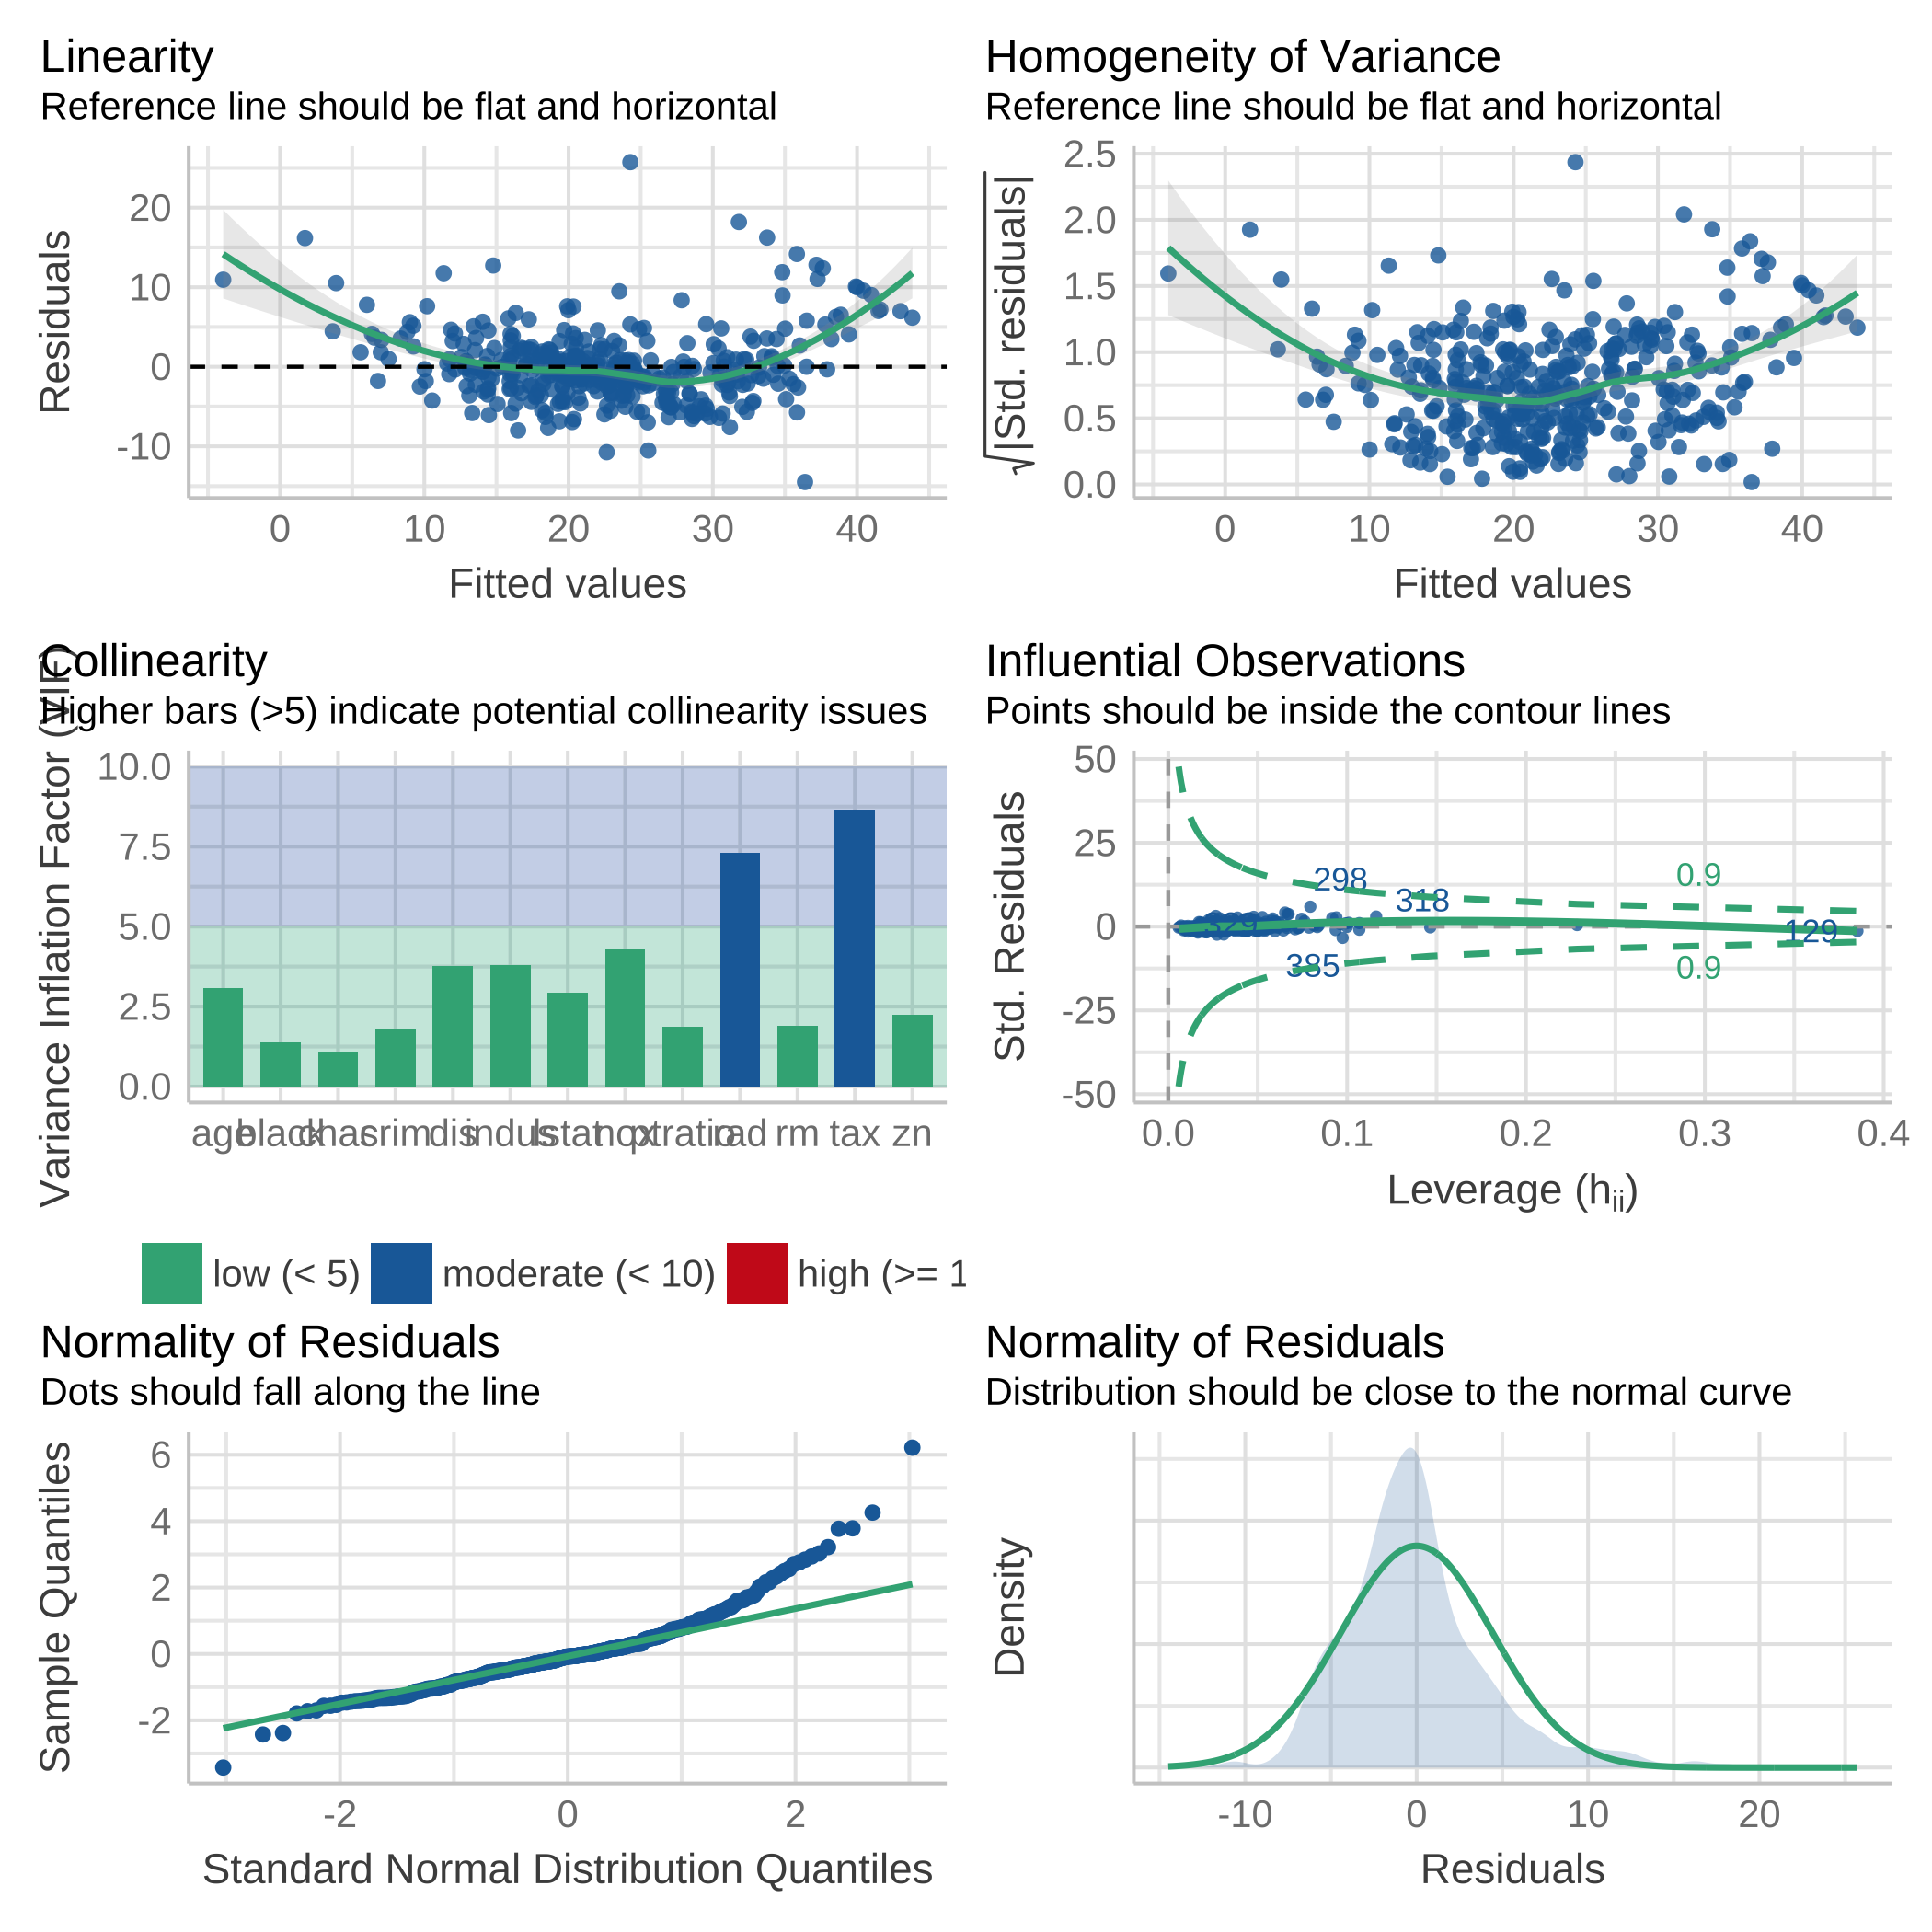 Linearity
Reference line should be flat and horizontal
Residuals
20
10
0
-10
0 10 20 30 40
Fitted values
Homogeneity of Variance
Reference line should be flat and horizontal
√|Std. residuals|
2.5
2.0
1.5
1.0
0.5
0.0
0 10 20 30 40
Fitted values
Collinearity
Higher bars (>5) indicate potential collinearity issues
Variance Inflation Factor (VIF)
10.0
7.5
5.0
2.5
0.0
age black chas crim dis indus lstat nox ptratio rad rm tax zn
low (< 5) moderate (< 10) high (>= 1
Influential Observations
Points should be inside the contour lines
Std. Residuals
50
25
0
-25
-50
298
318
0.9
129
385
0.9
0.0 0.1 0.2 0.3 0.4
Leverage (hii)
Normality of Residuals
Dots should fall along the line
Sample Quantiles
6
4
2
0
-2
-2 0 2
Standard Normal Distribution Quantiles
Normality of Residuals
Distribution should be close to the normal curve
Density
-10 0 10 20
Residuals